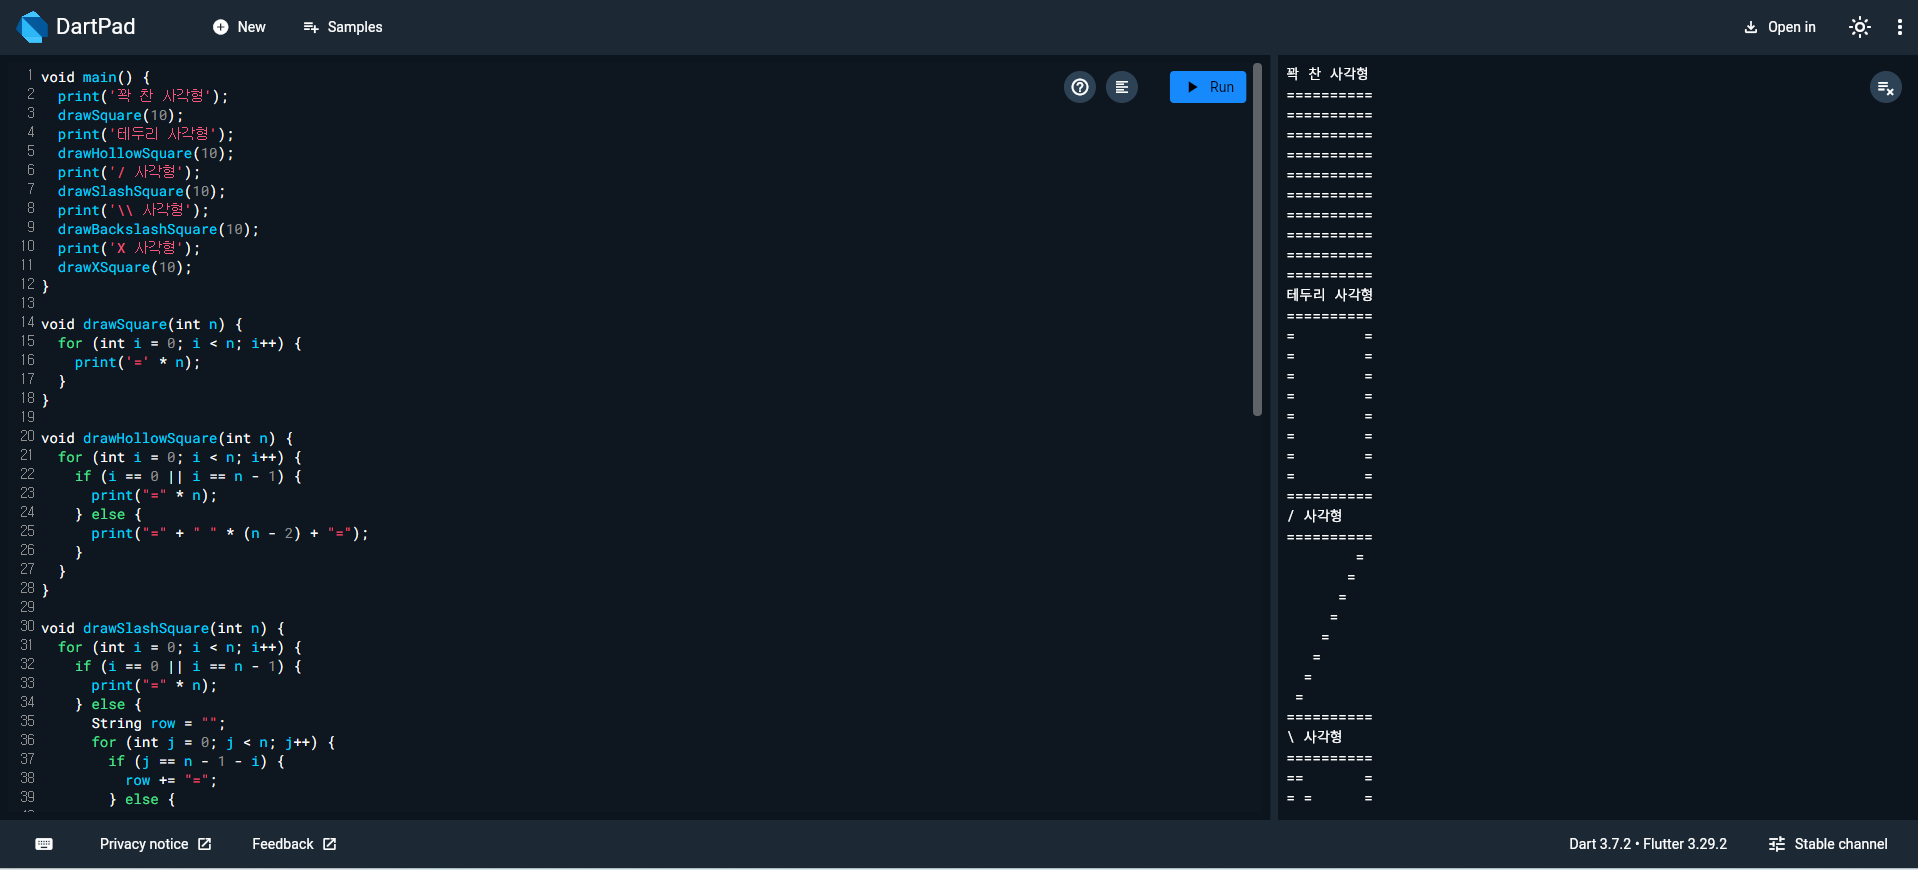 DartPad
New
Samples
Open in
1 void main() {
2   print('꽉 찬 사각형');
3   drawSquare(10);
4   print('테두리 사각형');
5   drawHollowSquare(10);
6   print('/ 사각형');
7   drawSlashSquare(10);
8   print('\\ 사각형');
9   drawBackslashSquare(10);
10   print('X 사각형');
11   drawXSquare(10);
12 }
13
14 void drawSquare(int n) {
15   for (int i = 0; i < n; i++) {
16     print('=' * n);
17   }
18 }
19
20 void drawHollowSquare(int n) {
21   for (int i = 0; i < n; i++) {
22     if (i == 0 || i == n - 1) {
23       print("=" * n);
24     } else {
25       print("=" + " " * (n - 2) + "=");
26     }
27   }
28 }
29
30 void drawSlashSquare(int n) {
31   for (int i = 0; i < n; i++) {
32     if (i == 0 || i == n - 1) {
33       print("=" * n);
34     } else {
35       String row = "";
36       for (int j = 0; j < n; j++) {
37         if (j == n - 1 - i) {
38           row += "=";
39         } else {
Run
꽉 찬 사각형
==========
==========
==========
==========
==========
==========
==========
==========
==========
==========
테두리 사각형
==========
=        =
=        =
=        =
=        =
=        =
=        =
=        =
=        =
==========
/ 사각형
==========
        =
       =
      =
     =
    =
   =
  =
 =
==========
\ 사각형
==========
==       =
= =      =
Privacy notice
Feedback
Dart 3.7.2 • Flutter 3.29.2
Stable channel